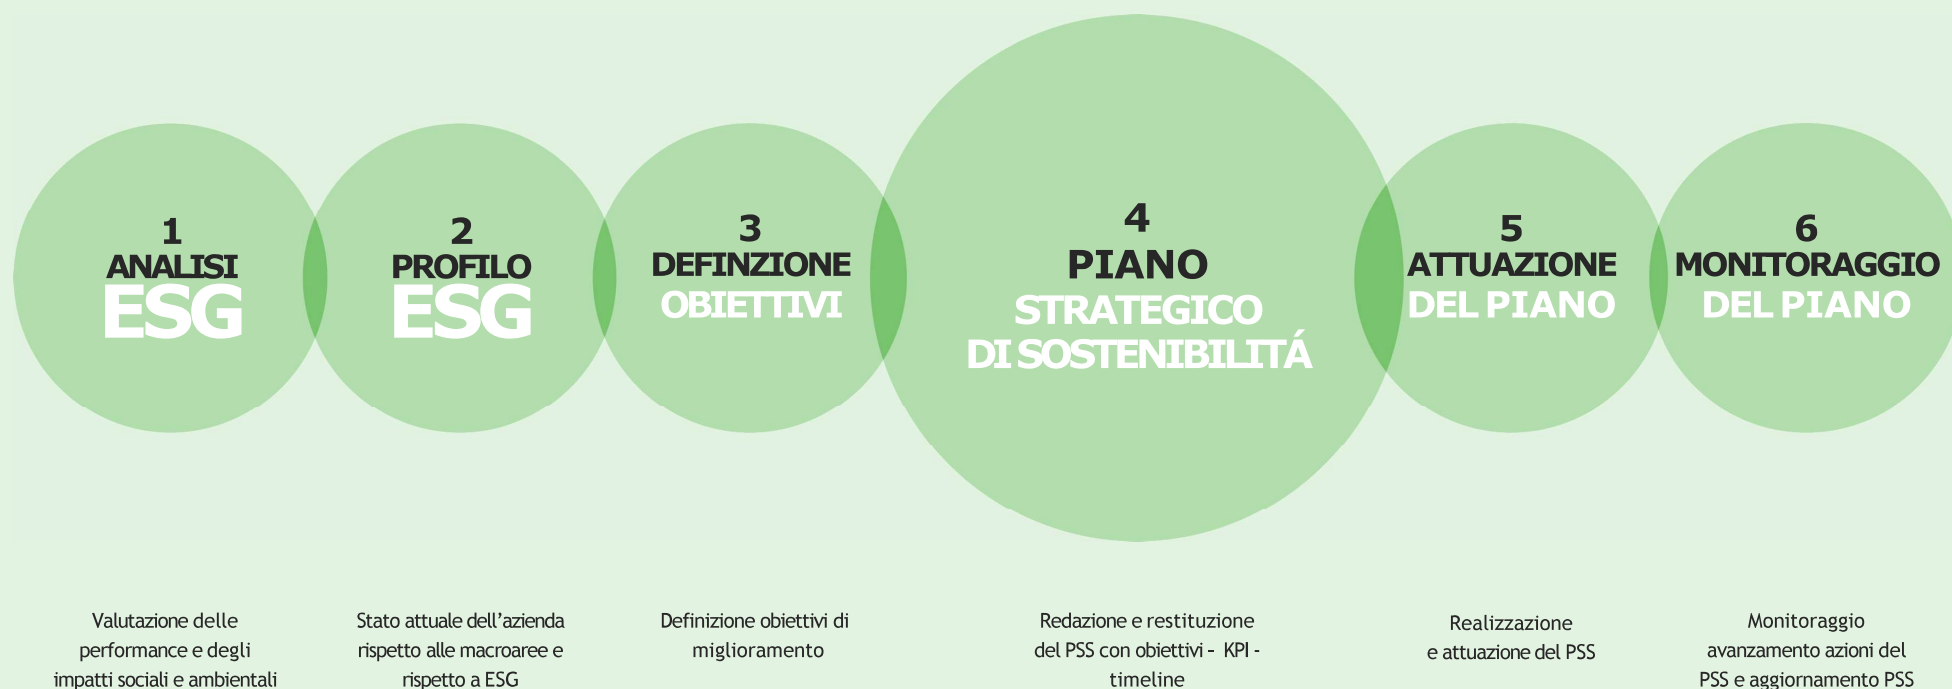 1
ANALISI
ESG
2
PROFILO
ESG
3
DEFINZIONE
OBIETTIVI
4
PIANO
STRATEGICO
DI SOSTENIBILITÁ
5
ATTUAZIONE
DEL PIANO
6
MONITORAGGIO
DEL PIANO
Valutazione delle
performance e degli
impatti sociali e ambientali
Stato attuale dell’azienda
rispetto alle macroaree e
rispetto a ESG
Definizione obiettivi di
miglioramento
Redazione e restituzione
del PSS con obiettivi - KPI -
timeline
Realizzazione
e attuazione del PSS
Monitoraggio
avanzamento azioni del
PSS e aggiornamento PSS